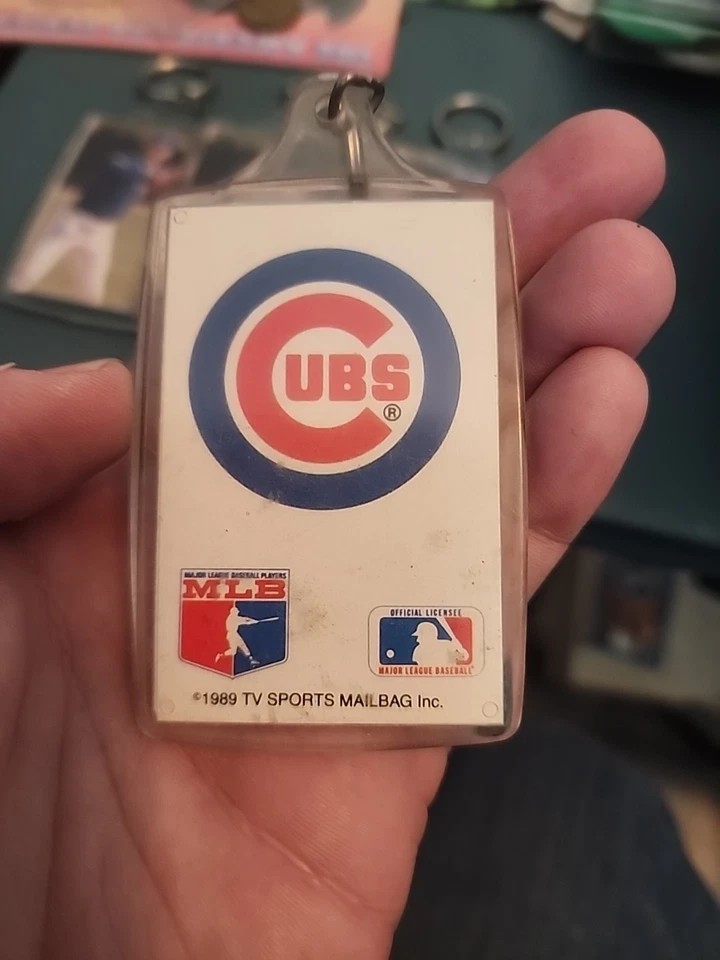 CUBS
®
MAJOR LEAGUE BASEBALL PLAYERS
MLB
OFFICIAL LICENSEE
MAJOR LEAGUE BASEBALL
©1989 TV SPORTS MAILBAG Inc.